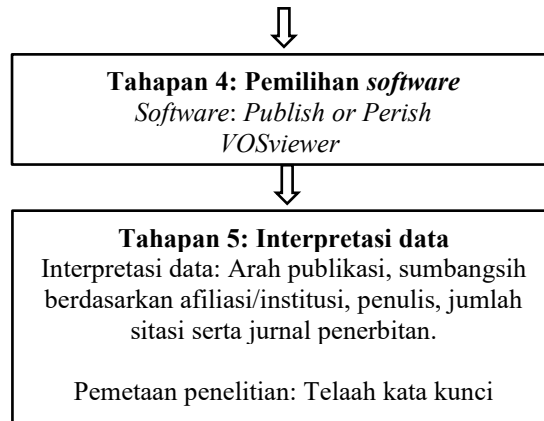 Tahapan 4: Pemilihan software
Software: Publish or Perish
VOSviewer
Tahapan 5: Interpretasi data
Interpretasi data: Arah publikasi, sumbangsih
berdasarkan afiliasi/institusi, penulis, jumlah
sitasi serta jurnal penerbitan.
Pemetaan penelitian: Telaah kata kunci